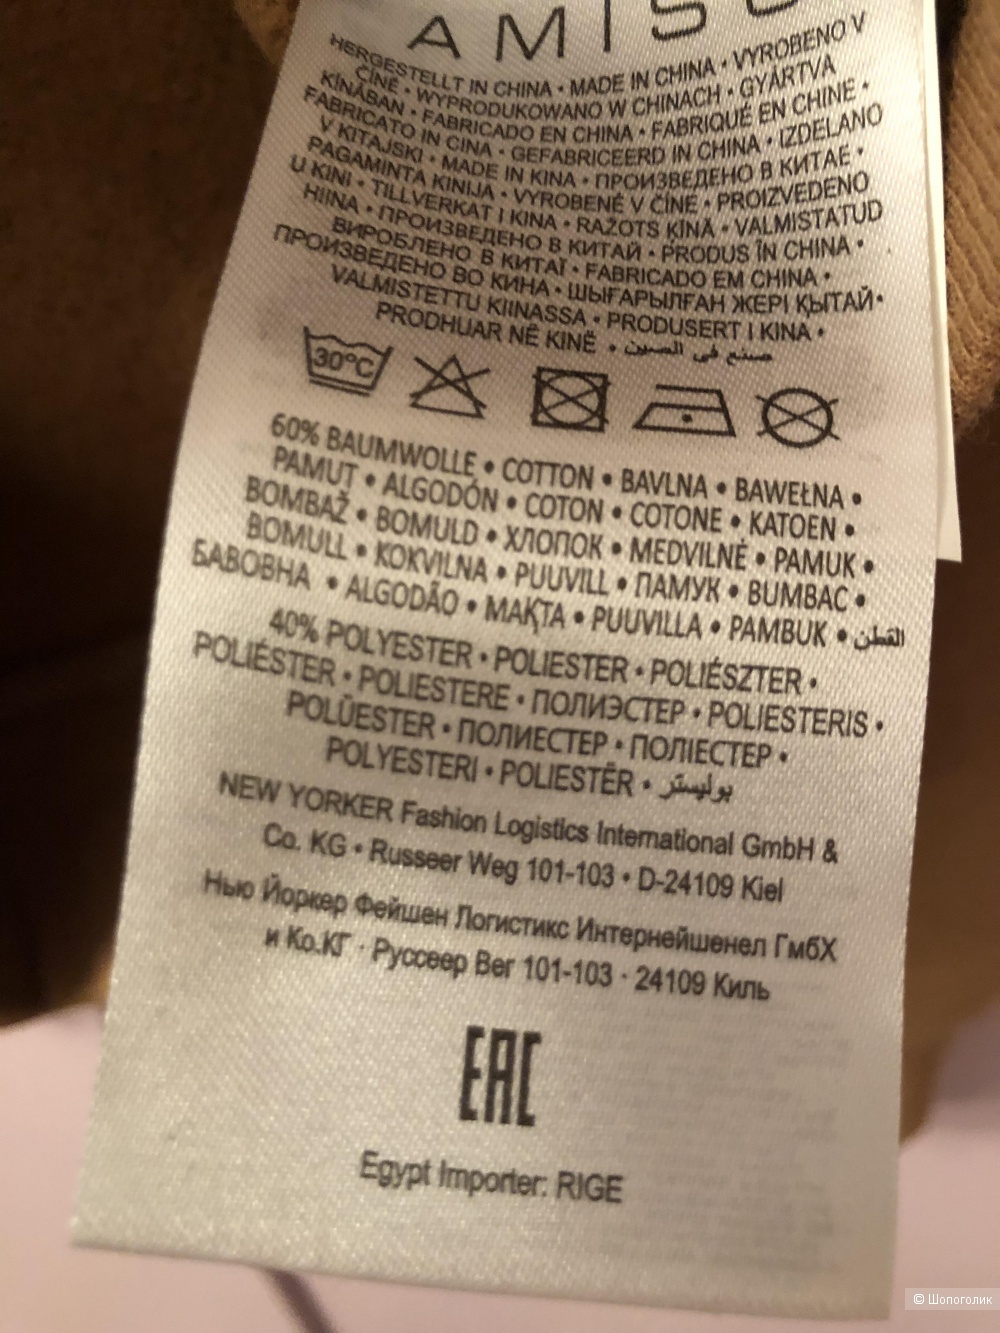 AMISU
HERGESTELLT IN CHINA • MADE IN CHINA • VYROBENO V
ČÍNĚ • WYPRODUKOWANO W CHINACH • GYÁRTVA
KÍNÁBAN • FABRICADO EN CHINA • FABRIQUÉ EN CHINE •
FABRICATO IN CINA • GEFABRICEERD IN CHINA • IZDELANO
V KITAJSKI • MADE IN KINA • ПРОИЗВЕДЕНО В КИТАЕ •
PAGAMINTA KINIJA • VYROBENÉ V ČÍNE • PROIZVEDENO
U KINI • TILLVERKAT I KINA • RAŽOTS ĶĪNĀ • VALMISTATUD
HIINA • ПРОИЗВЕДЕНО В КИТАЙ • PRODUS ÎN CHINA •
ВИРОБЛЕНО В КИТАЇ • FABRICADO EM CHINA •
ПРОИЗВЕДЕНО ВО КИНА • ШЫҒАРЫЛҒАН ЖЕРІ ҚЫТАЙ•
VALMISTETTU KIINASSA • PRODUSERT I KINA •
PRODHUAR NË KINË • صنع في الصين
30°C
60% BAUMWOLLE • COTTON • BAVLNA • BAWEŁNA •
PAMUT • ALGODÓN • COTON • COTONE • KATOEN •
BOMBAŽ • BOMULD • ХЛОПОК • MEDVILNĖ • PAMUK •
BOMULL • KOKVILNA • PUUVILL • ПАМУК • BUMBAC •
БАВОВНА • ALGODÃO • МАҚТА • PUUVILLA • PAMBUK • القطن
40% POLYESTER • POLIESTER • POLIÉSZTER •
POLIÉSTER • POLIESTERE • ПОЛИЭСТЕР • POLIESTERIS •
POLÜESTER • ПОЛИЕСТЕР • ПОЛІЕСТЕР •
POLYESTERI • POLIESTËR • بوليستر
NEW YORKER Fashion Logistics International GmbH &
Co. KG • Russeer Weg 101-103 • D-24109 Kiel
Нью Йоркер Фейшен Логистикс Интернейшенел ГмбХ
и Ко.КГ · Руссеер Вег 101-103 · 24109 Киль
EAC
Egypt Importer: RIGE
© Шопоголик